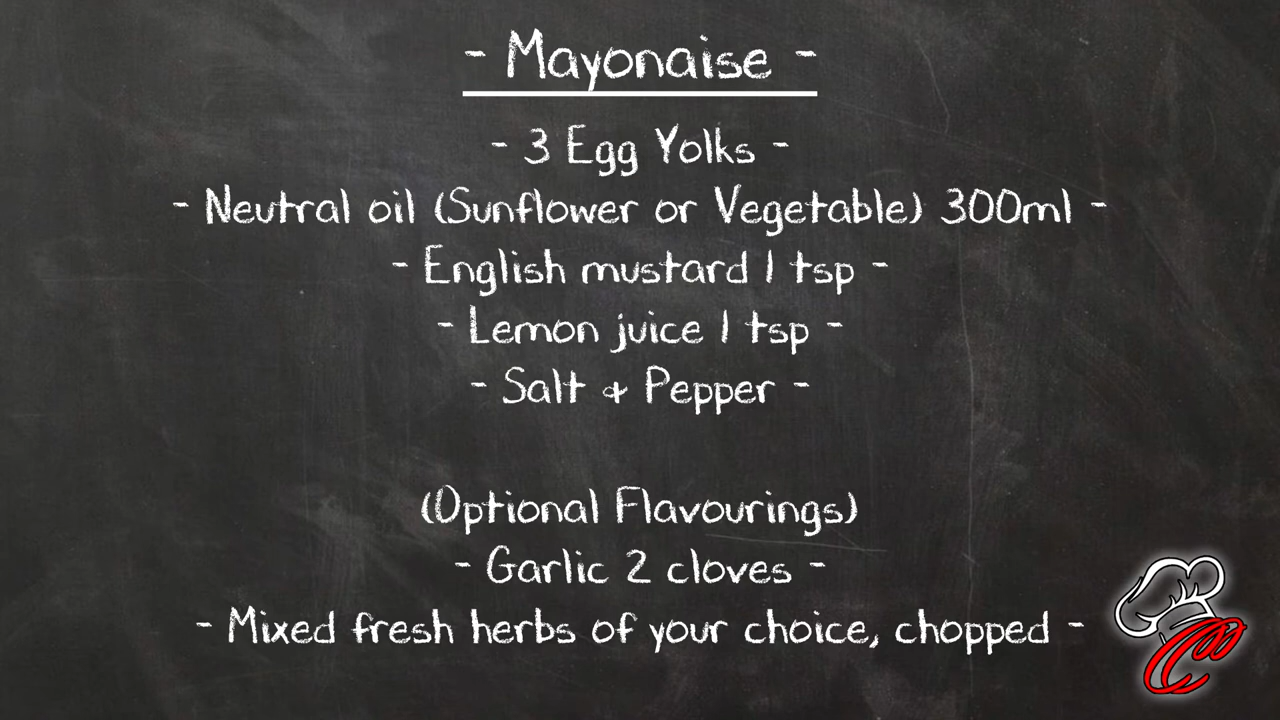 - Mayonaise -
- 3 Egg Yolks -
- Neutral oil (Sunflower or Vegetable) 300ml -
- English mustard 1 tsp -
- Lemon juice 1 tsp -
- Salt & Pepper -
(Optional Flavourings)
- Garlic 2 cloves -
- Mixed fresh herbs of your choice, chopped -